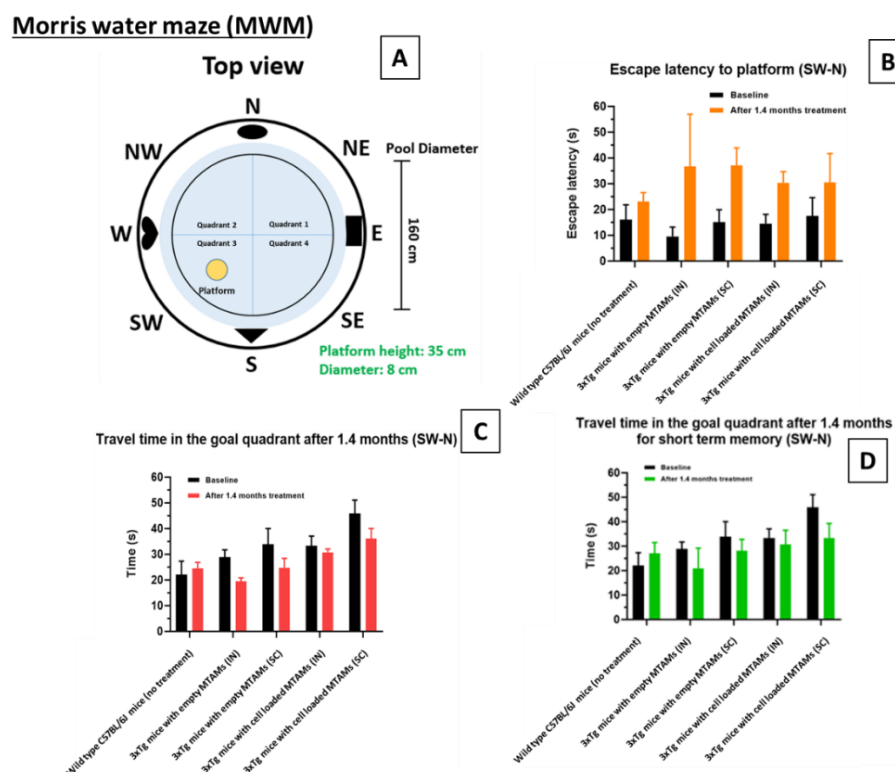 Morris water maze (MWM)
A
Top view
N
NW
NE
Pool Diameter
Quadrant 2
Quadrant 1
W
E
160 cm
Quadrant 3
Quadrant 4
Platform
SW
SE
S
Platform height: 35 cm
Diameter: 8 cm
B
Escape latency to platform (SW-N)
Baseline
After 1.4 months treatment
Escape latency (s)
60
50
40
30
20
10
0
Wild type C57BL/6J mice (no treatment)
3xTg mice with empty MTAMs (IN)
3xTg mice with empty MTAMs (SC)
3xTg mice with cell loaded MTAMs (IN)
3xTg mice with cell loaded MTAMs (SC)
C
Travel time in the goal quadrant after 1.4 months (SW-N)
Baseline
After 1.4 months treatment
Time (s)
60
50
40
30
20
10
0
Wild type C57BL/6J mice (no treatment)
3xTg mice with empty MTAMs (IN)
3xTg mice with empty MTAMs (SC)
3xTg mice with cell loaded MTAMs (IN)
3xTg mice with cell loaded MTAMs (SC)
Travel time in the goal quadrant after 1.4 months
for short term memory (SW-N)
D
Baseline
After 1.4 months treatment
Time (s)
60
50
40
30
20
10
0
Wild type C57BL/6J mice (no treatment)
3xTg mice with empty MTAMs (IN)
3xTg mice with empty MTAMs (SC)
3xTg mice with cell loaded MTAMs (IN)
3xTg mice with cell loaded MTAMs (SC)